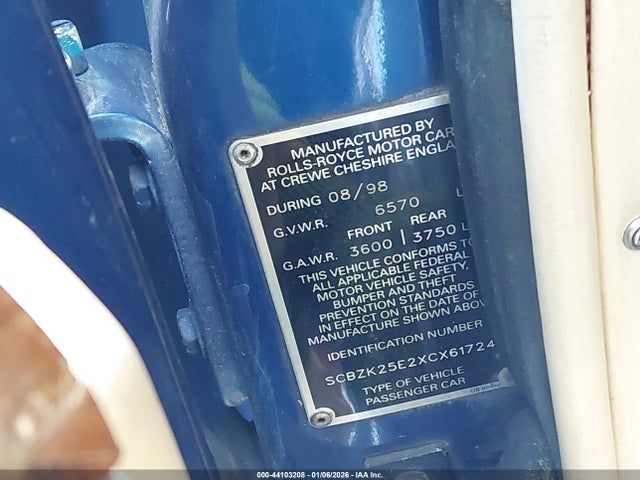 MANUFACTURED BY
ROLLS-ROYCE MOTOR CAR
AT CREWE CHESHIRE ENGLA
DURING 08/98
G.V.W.R. 6570 L
FRONT REAR
G.A.W.R. 3600 | 3750 L
THIS VEHICLE CONFORMS TO
ALL APPLICABLE FEDERAL
MOTOR VEHICLE SAFETY,
BUMPER AND THEFT
PREVENTION STANDARDS
IN EFFECT ON THE DATE OF
MANUFACTURE SHOWN ABOV
IDENTIFICATION NUMBER
SCBZK25E2XCX61724
TYPE OF VEHICLE
PASSENGER CAR
000-44103208 - 01/06/2026 - IAA Inc.